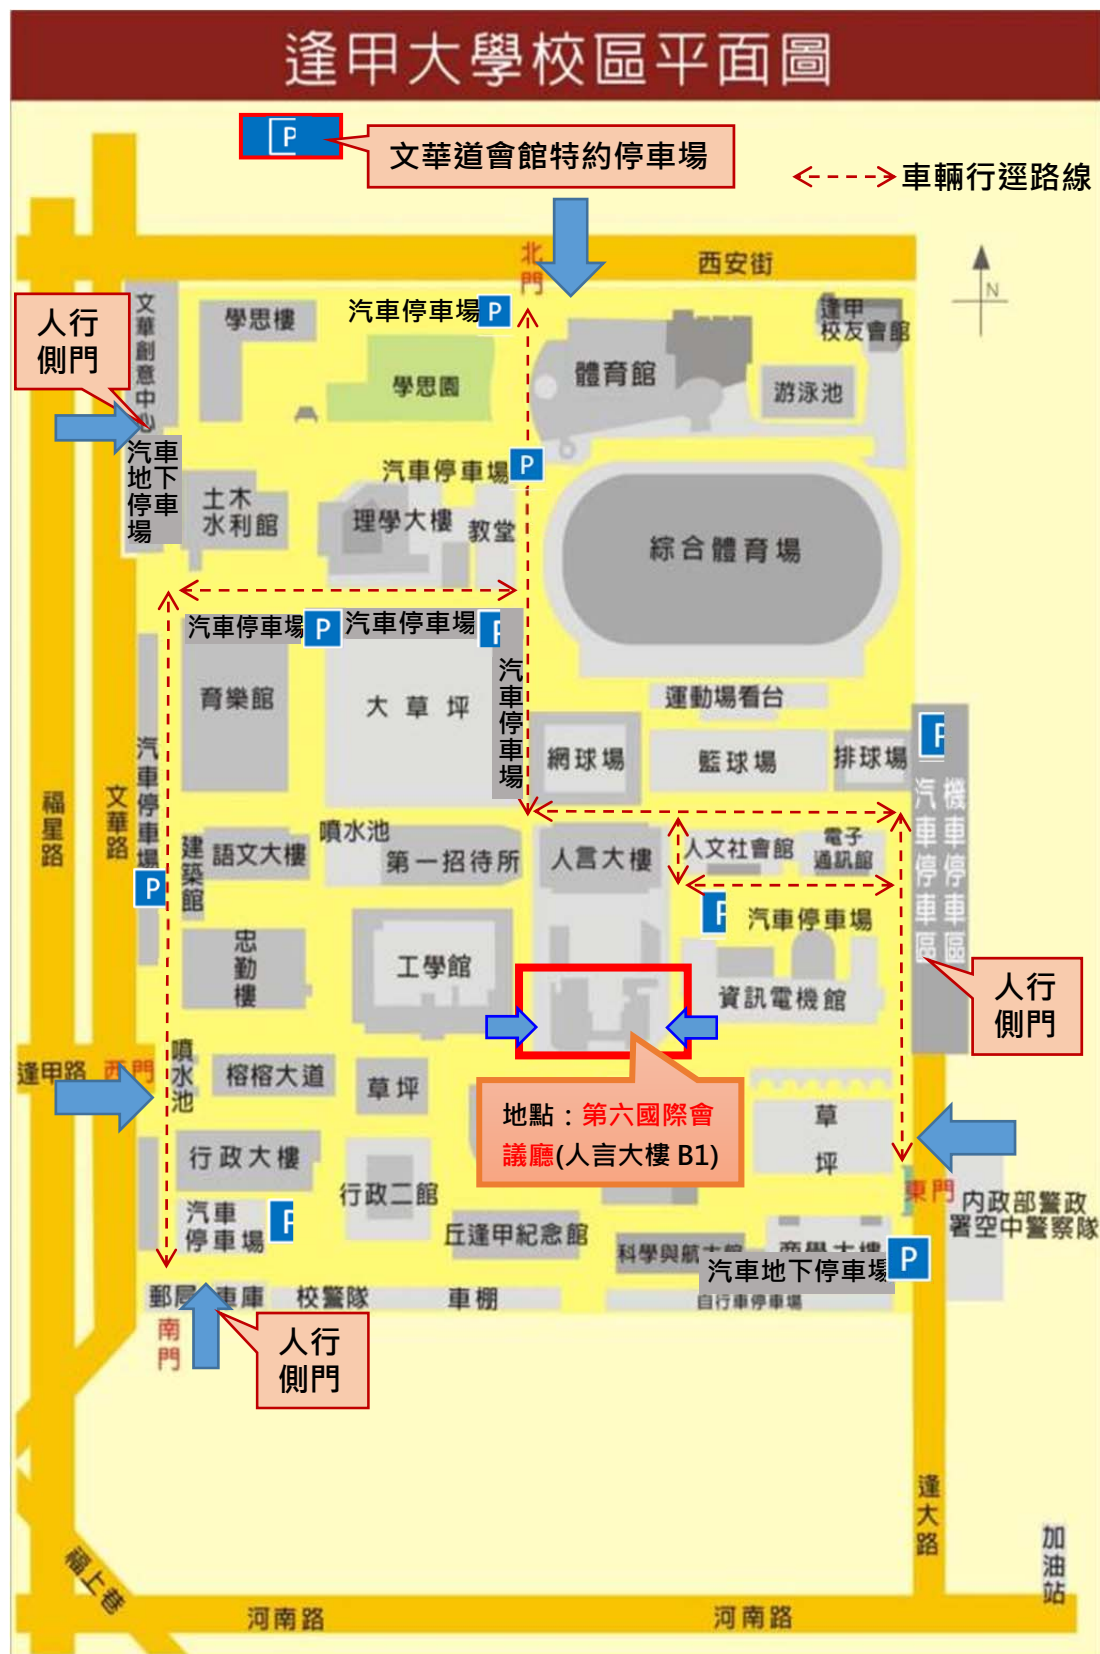 逢甲大學校區平面圖
P
文華道會館特約停車場
車輛行逕路線
北門
西安街
N
人行
側門
文華創意中心
學思樓
汽車停車場 P
逢甲
校友會館
體育館
學思園
游泳池
汽車
地下
停車
場
汽車停車場 P
土木
水利館
理學大樓
教堂
綜合體育場
汽車停車場 P
汽車停車場 P
汽車停車場
育樂館
大草坪
運動場看台
網球場
籃球場
排球場
P
汽車停車區
機車停車區
福星路
文華路
汽車停車場
P
噴水池
建築館
語文大樓
第一招待所
人言大樓
人文社會館
電子
通訊館
P
汽車停車場
忠勤樓
工學館
資訊電機館
人行
側門
逢甲路
西門
噴水池
榕榕大道
草坪
地點：第六國際會
議廳(人言大樓 B1)
草坪
行政大樓
行政二館
東門
內政部警政
署空中警察隊
汽車
停車場
P
丘逢甲紀念館
科學與航太館
商學大樓
汽車地下停車場 P
郵局
車庫
校警隊
車棚
自行車停車場
南門
人行
側門
逢大路
加油站
福上巷
河南路
河南路